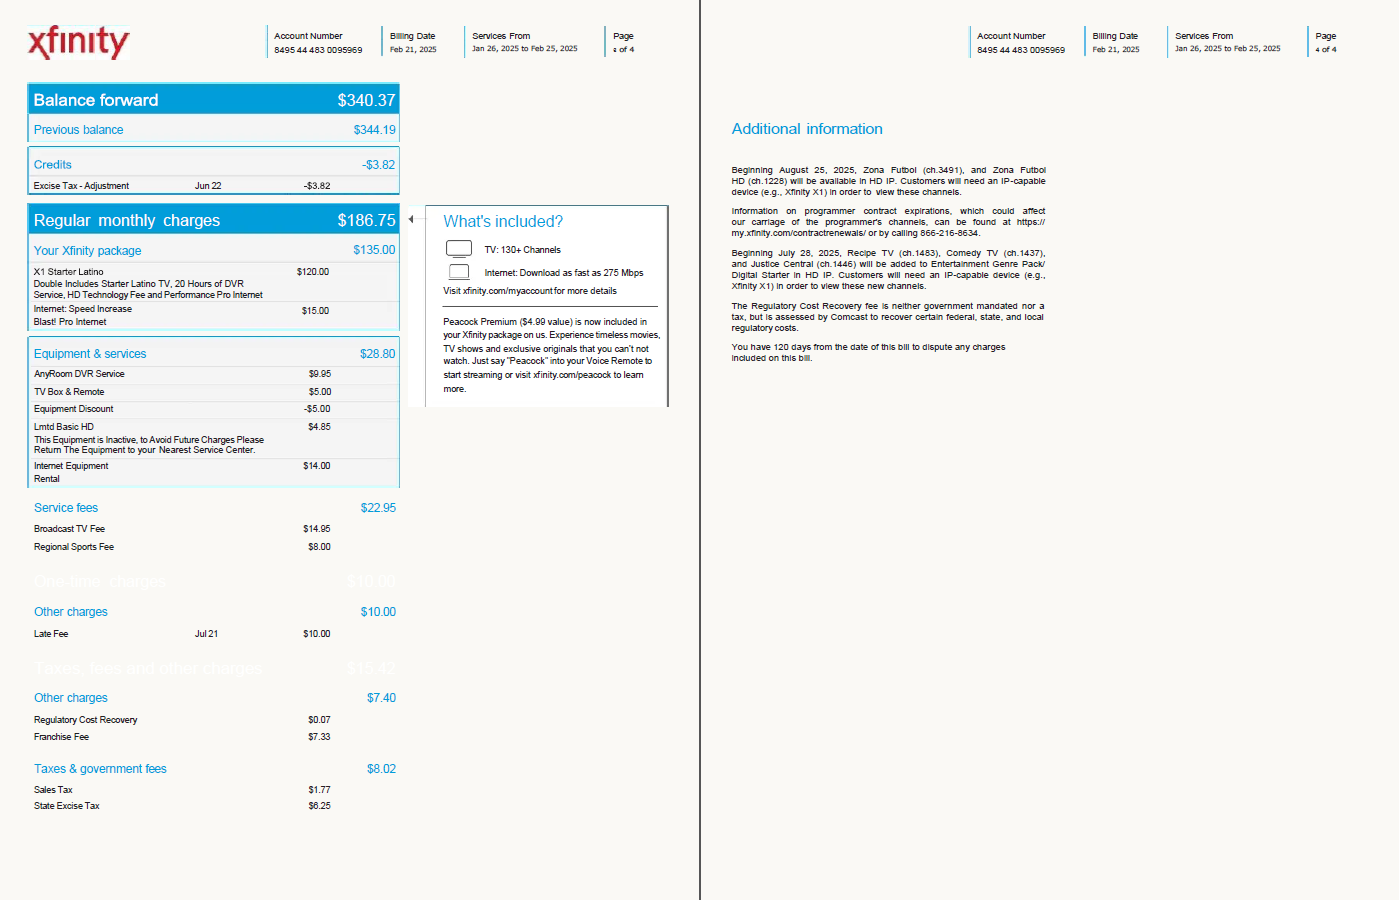 xfinity
Account Number
8495 44 483 0095969
Billing Date
Feb 21, 2025
Services From
Jan 26, 2025 to Feb 25, 2025
Page
of 4
Balance forward $340.37
Previous balance $344.19
Credits -$3.82
Excise Tax - Adjustment Jun 22 -$3.82
Regular monthly charges $186.75
Your Xfinity package $135.00
X1 Starter Latino $120.00
Double Includes Starter Latino TV, 20 Hours of DVR
Service, HD Technology Fee and Performance Pro Internet
Internet: Speed Increase $15.00
Blast! Pro Internet
Equipment & services $28.80
AnyRoom DVR Service $9.95
TV Box & Remote $5.00
Equipment Discount -$5.00
Lmtd Basic HD $4.85
This Equipment is Inactive, to Avoid Future Charges Please
Return The Equipment to your Nearest Service Center.
Internet Equipment $14.00
Rental
Service fees $22.95
Broadcast TV Fee $14.95
Regional Sports Fee $8.00
One-time charges $10.00
Other charges $10.00
Late Fee Jul 21 $10.00
Taxes, fees and other charges $15.42
Other charges $7.40
Regulatory Cost Recovery $0.07
Franchise Fee $7.33
Taxes & government fees $8.02
Sales Tax $1.77
State Excise Tax $6.25
What's included?
TV: 130+ Channels
Internet: Download as fast as 275 Mbps
Visit xfinity.com/myaccount for more details
Peacock Premium ($4.99 value) is now included in
your Xfinity package on us. Experience timeless movies,
TV shows and exclusive originals that you can't not
watch. Just say "Peacock" into your Voice Remote to
start streaming or visit xfinity.com/peacock to learn
more.
Account Number
8495 44 483 0095969
Billing Date
Feb 21, 2025
Services From
Jan 26, 2025 to Feb 25, 2025
Page
4 of 4
Additional information
Beginning August 25, 2025, Zona Futbol (ch.3491), and Zona Futbol
HD (ch.1228) will be available in HD IP. Customers will need an IP-capable
device (e.g., Xfinity X1) in order to view these channels.
Information on programmer contract expirations, which could affect
our carriage of the programmer's channels, can be found at https://
my.xfinity.com/contractrenewals/ or by calling 866-216-8634.
Beginning July 28, 2025, Recipe TV (ch.1483), Comedy TV (ch.1437),
and Justice Central (ch.1446) will be added to Entertainment Genre Pack/
Digital Starter in HD IP. Customers will need an IP-capable device (e.g.,
Xfinity X1) in order to view these new channels.
The Regulatory Cost Recovery fee is neither government mandated nor a
tax, but is assessed by Comcast to recover certain federal, state, and local
regulatory costs.
You have 120 days from the date of this bill to dispute any charges
included on this bill.